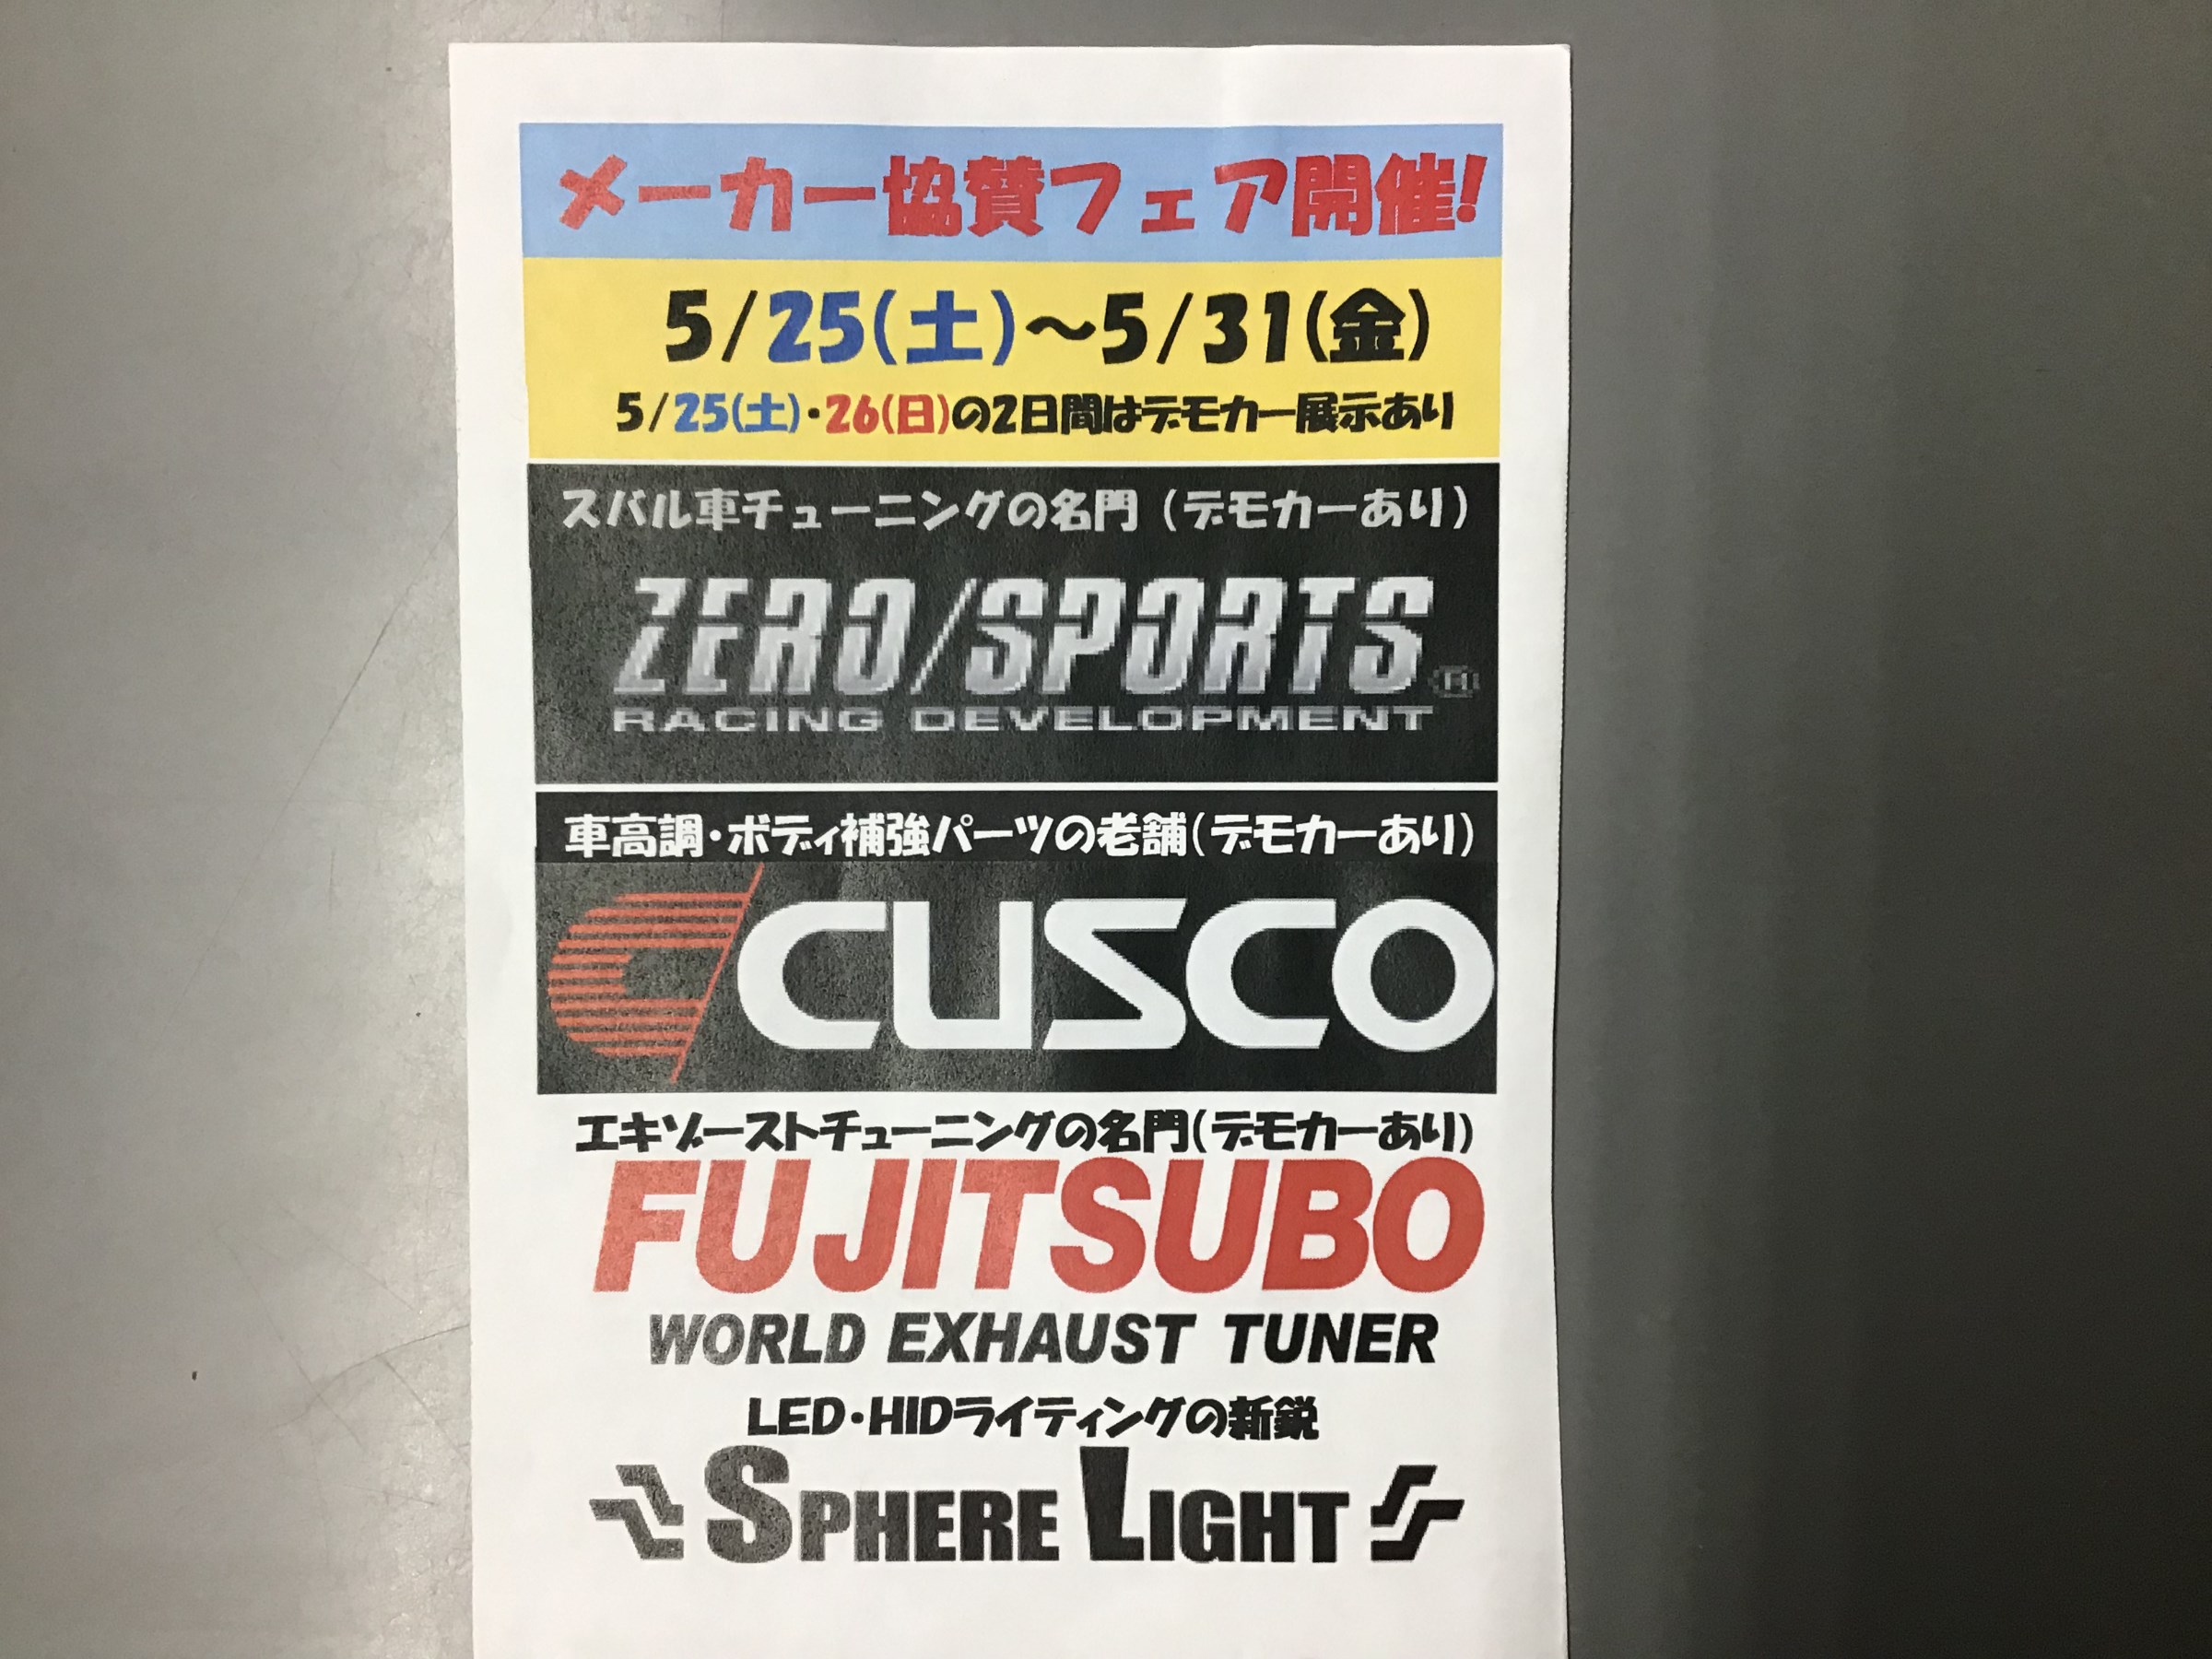 メーカー協賛フェア開催!
5/25(土)～5/31(金)
5/25(土)・26(日)の2日間はデモカー展示あり
スバル車チューニングの名門（デモカーあり）
ZERO/SPORTS®
RACING DEVELOPMENT
車高調・ボディ補強パーツの老舗(デモカーあり)
CUSCO
エキゾーストチューニングの名門(デモカーあり)
FUJITSUBO
WORLD EXHAUST TUNER
LED・HIDライティングの新鋭
SPHERE LIGHT